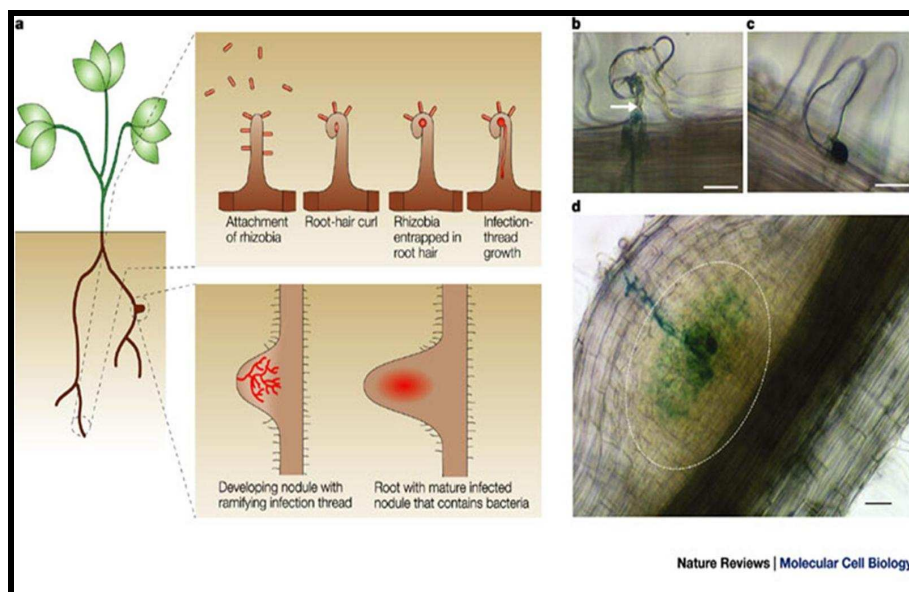 a
Attachment
of rhizobia
Root-hair curl
Rhizobia
entrapped in
root hair
Infection-
thread
growth
Developing nodule with
ramifying infection thread
Root with mature infected
nodule that contains bacteria
b
c
d
Nature Reviews | Molecular Cell Biology